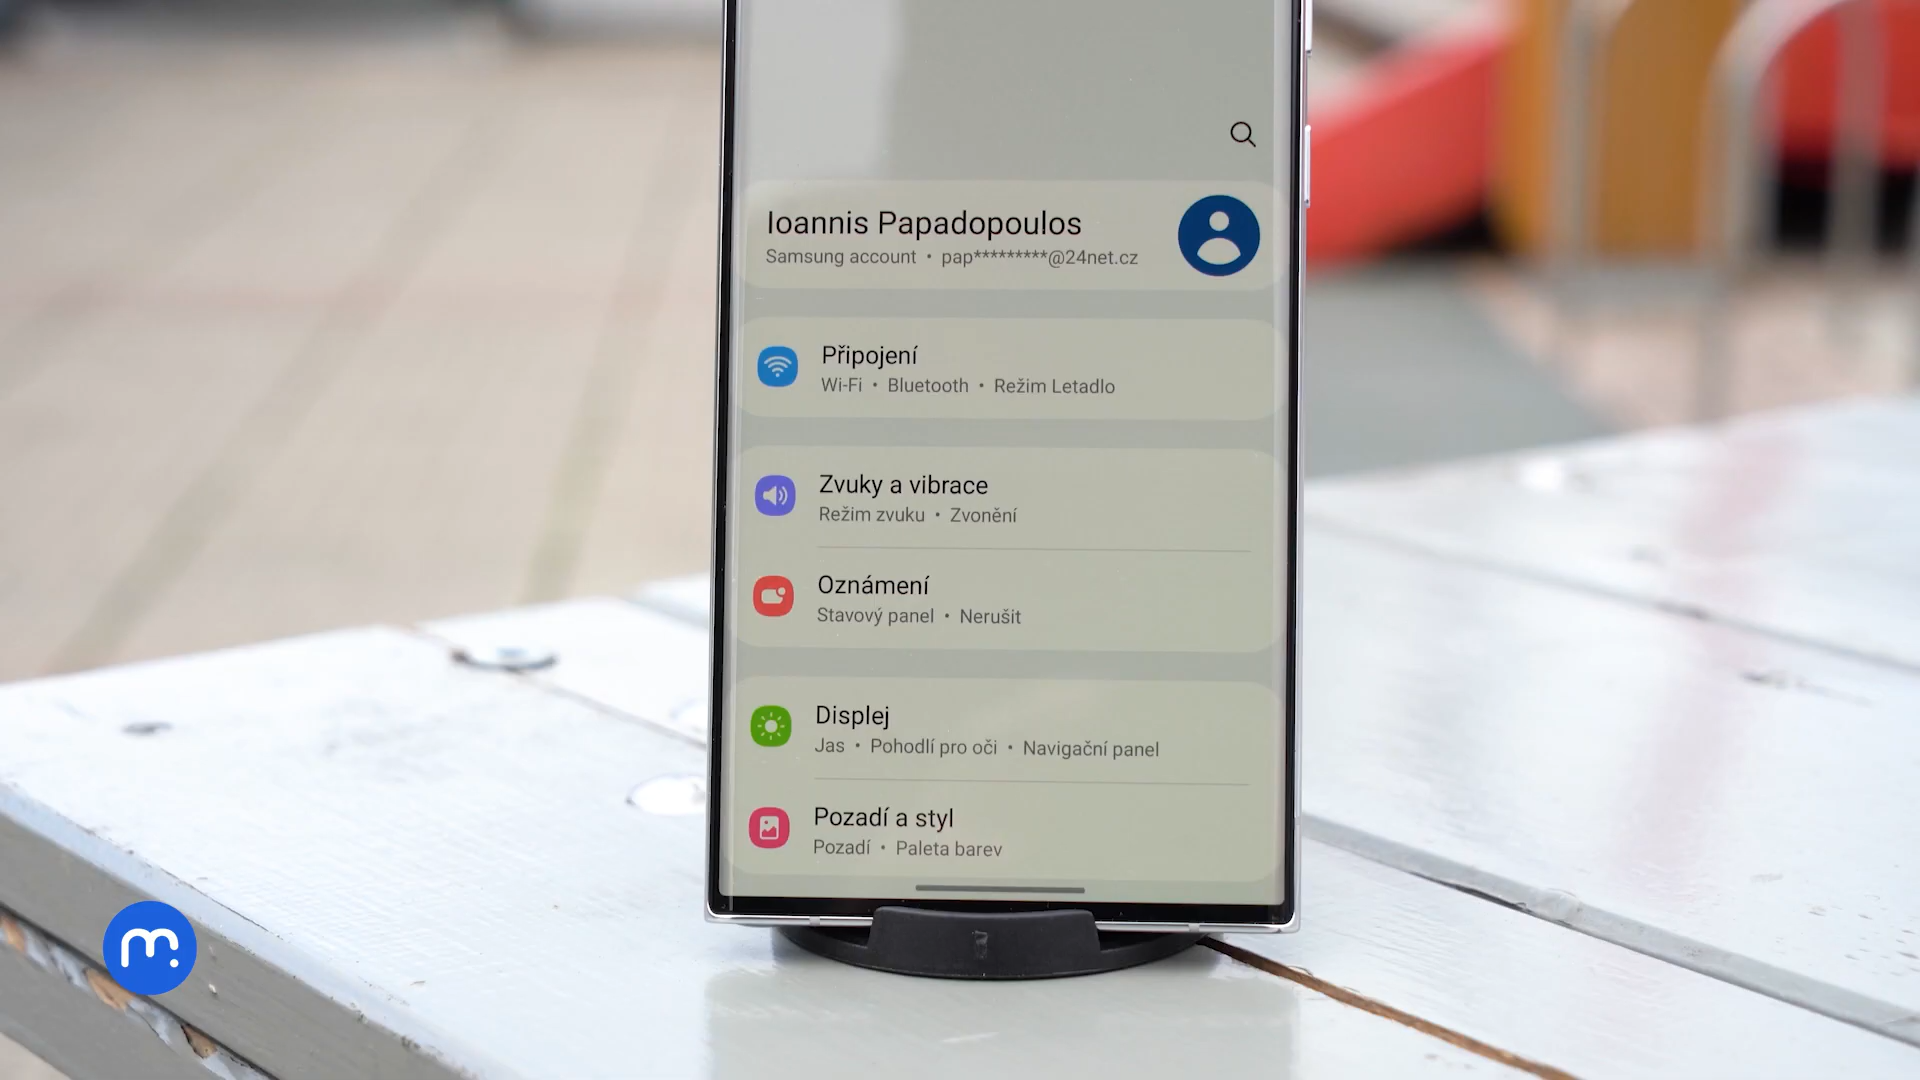 Ioannis Papadopoulos
Samsung account • pap*********@24net.cz
Připojení
Wi-Fi • Bluetooth • Režim Letadlo
Zvuky a vibrace
Režim zvuku • Zvonění
Oznámení
Stavový panel • Nerušit
Displej
Jas • Pohodlí pro oči • Navigační panel
Pozadí a styl
Pozadí • Paleta barev
m.